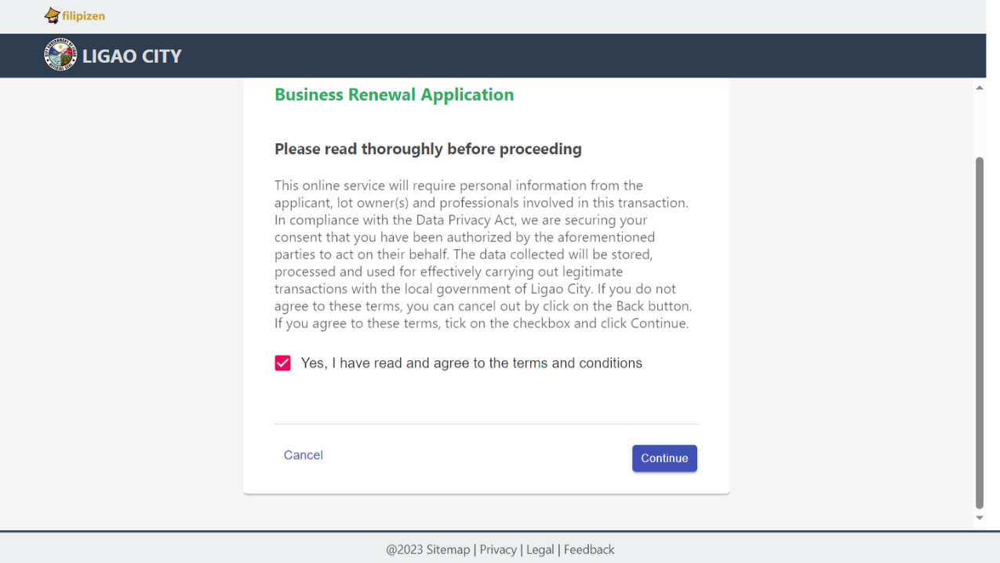 filipizen
LIGAO CITY
Business Renewal Application
Please read thoroughly before proceeding
This online service will require personal information from the
applicant, lot owner(s) and professionals involved in this transaction.
In compliance with the Data Privacy Act, we are securing your
consent that you have been authorized by the aforementioned
parties to act on their behalf. The data collected will be stored,
processed and used for effectively carrying out legitimate
transactions with the local government of Ligao City. If you do not
agree to these terms, you can cancel out by click on the Back button.
If you agree to these terms, tick on the checkbox and click Continue.
Yes, I have read and agree to the terms and conditions
Cancel
Continue
@2023 Sitemap | Privacy | Legal | Feedback